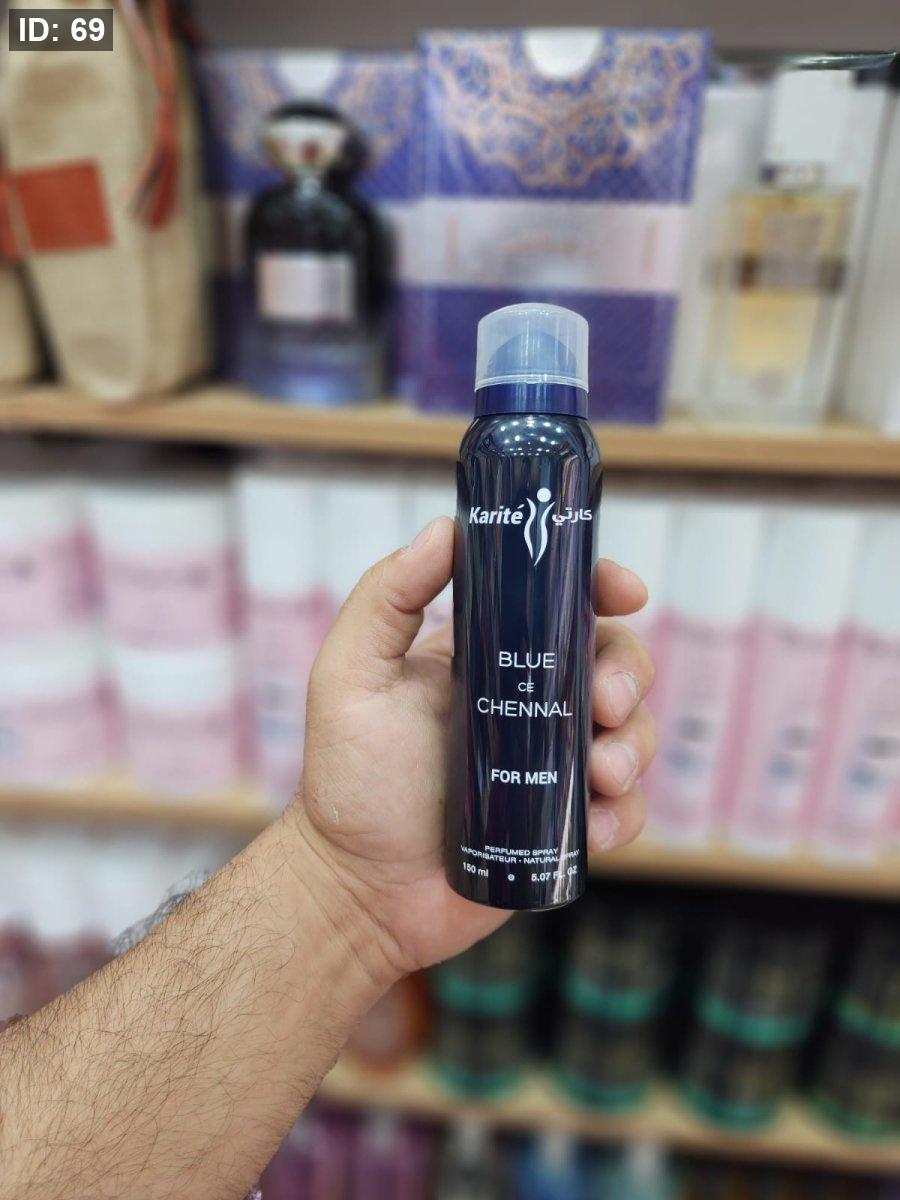 ID: 69
Karité كارتي
BLUE
CE
CHENNAL
FOR MEN
PERFUMED SPRAY
VAPORISATEUR - NATURAL SPRAY
150 ml e 5.07 FL. OZ